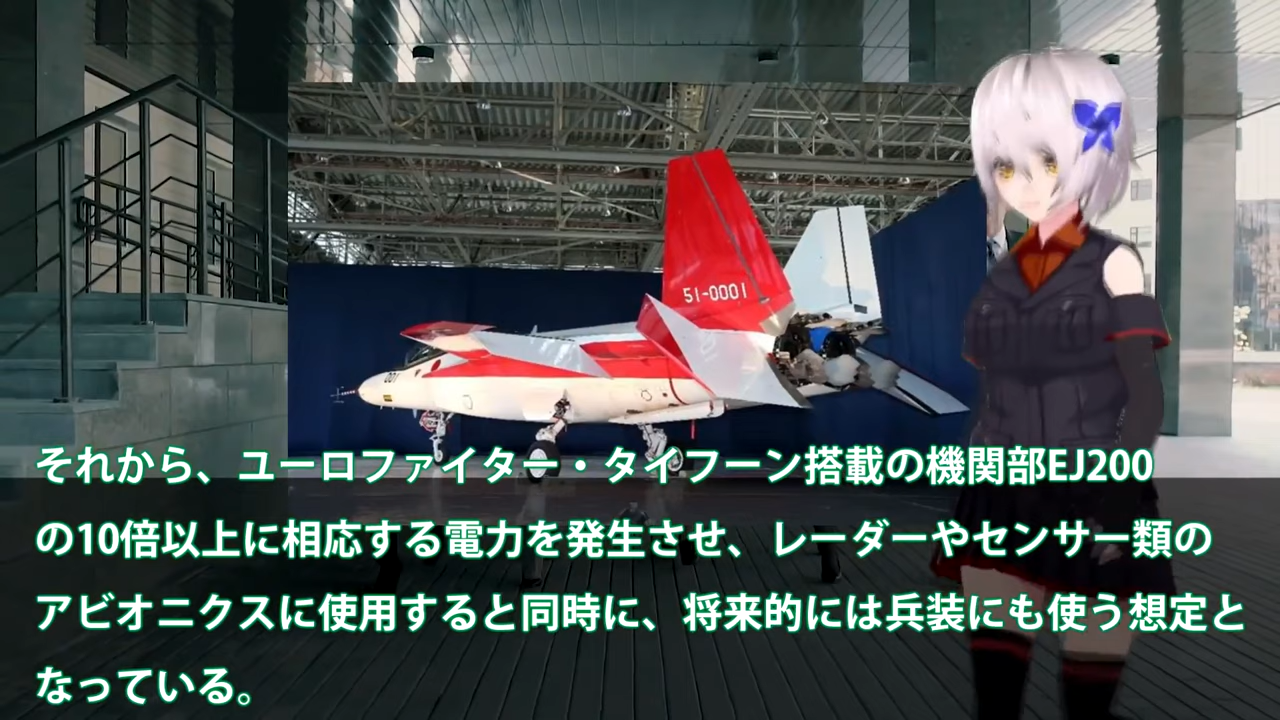 51-0001
001
それから、ユーロファイター・タイフーン搭載の機関部EJ200
の10倍以上に相応する電力を発生させ、レーダーやセンサー類の
アビオニクスに使用すると同時に、将来的には兵装にも使う想定と
なっている。